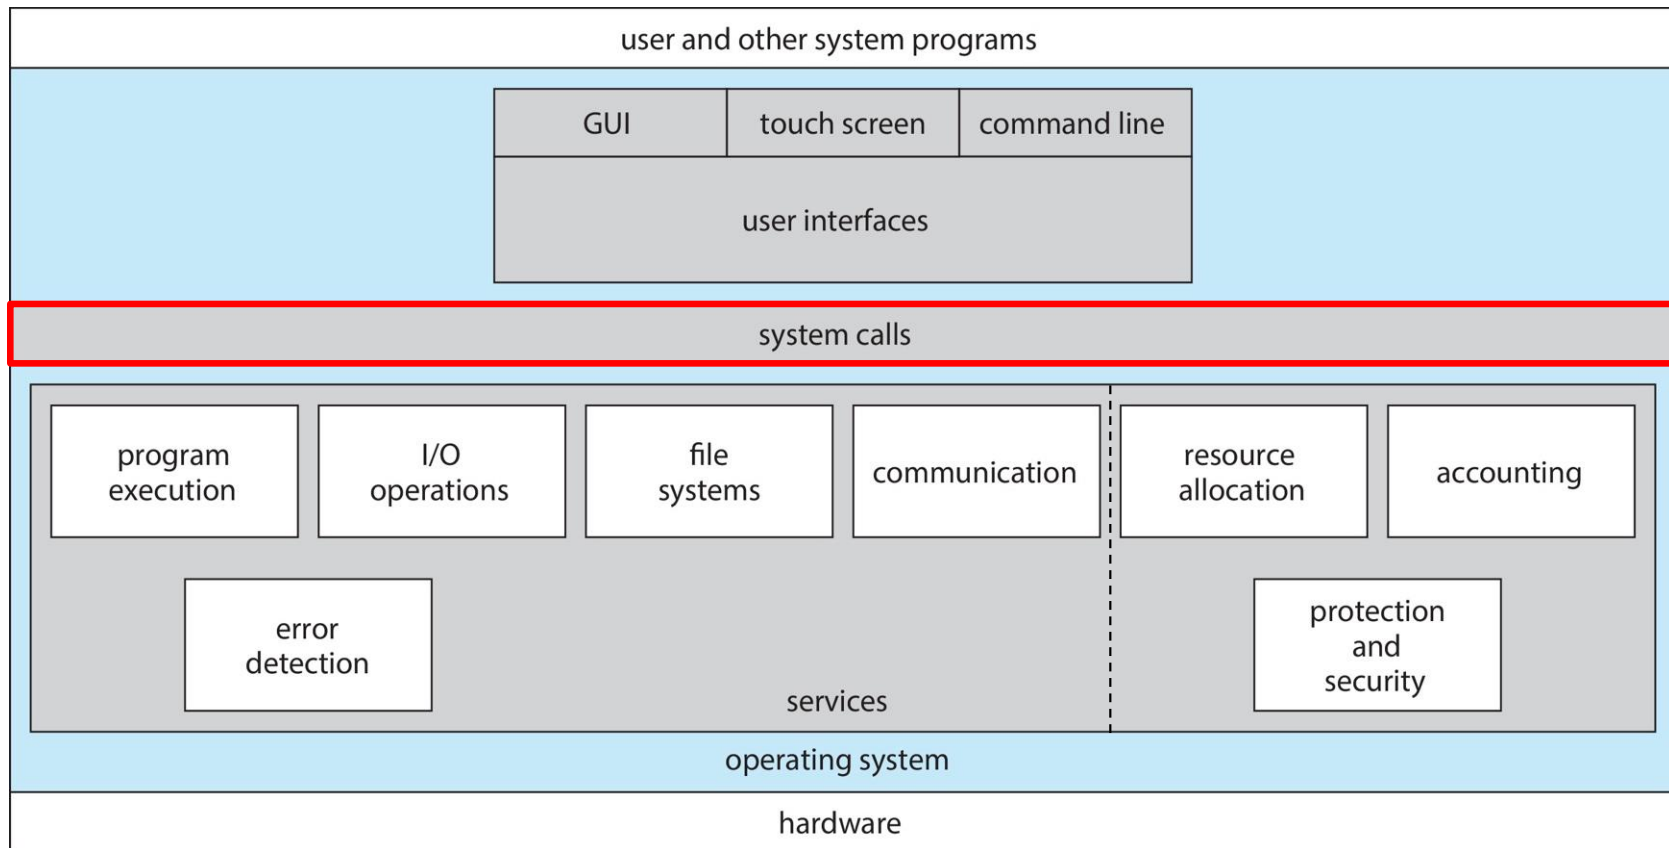 user and other system programs
GUI
touch screen
command line
user interfaces
system calls
program
execution
I/O
operations
file
systems
communication
resource
allocation
accounting
error
detection
protection
and
security
services
operating system
hardware